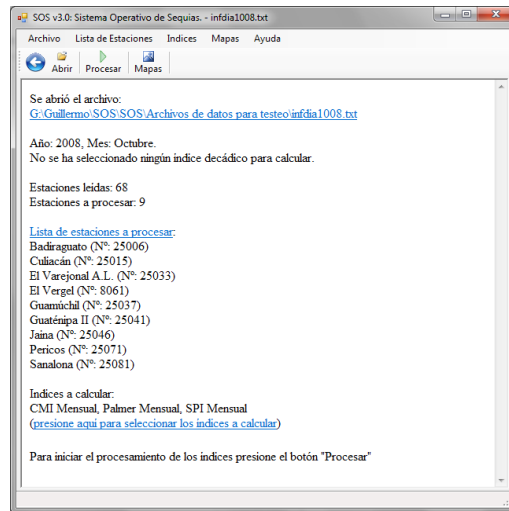 SOS v3.0: Sistema Operativo de Sequias. - infdia1008.txt
Archivo Lista de Estaciones Indices Mapas Ayuda
Abrir Procesar Mapas
Se abrió el archivo:
G:\Guillermo\SOS\SOS\Archivos de datos para testeo\infdia1008.txt
Año: 2008, Mes: Octubre.
No se ha seleccionado ningún índice decádico para calcular.
Estaciones leidas: 68
Estaciones a procesar: 9
Lista de estaciones a procesar:
Badiraguato (Nº: 25006)
Culiacán (Nº: 25015)
El Varejonal A.L. (Nº: 25033)
El Vergel (Nº: 8061)
Guamúchil (Nº: 25037)
Guaténipa II (Nº: 25041)
Jaina (Nº: 25046)
Pericos (Nº: 25071)
Sanalona (Nº: 25081)
Indices a calcular:
CMI Mensual, Palmer Mensual, SPI Mensual
(presione aqui para seleccionar los indices a calcular)
Para iniciar el procesamiento de los indices presione el botón "Procesar"